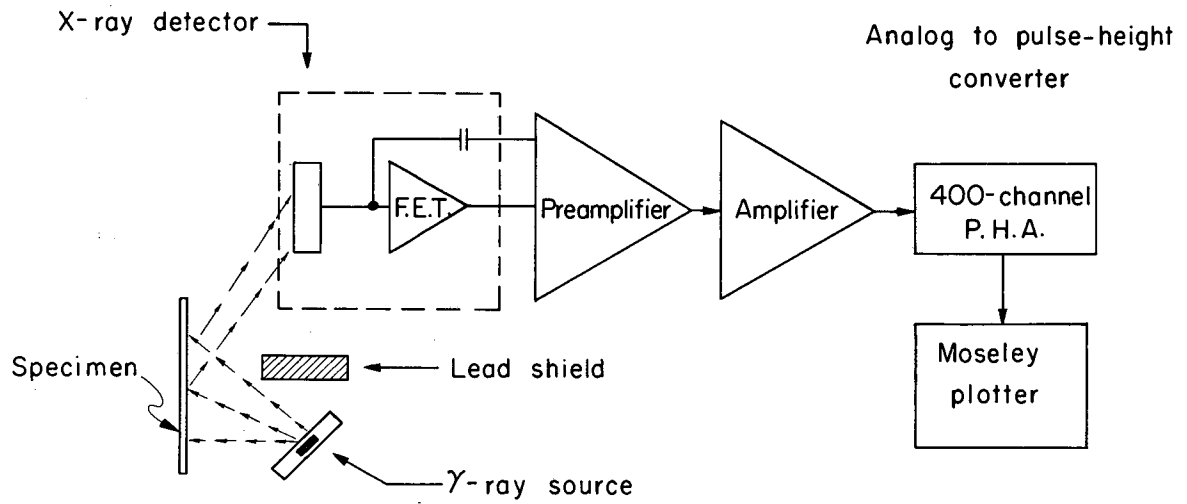 X-ray detector
Analog to pulse-height
converter
F.E.T.
Preamplifier
Amplifier
400-channel
P.H.A.
Specimen
Lead shield
Moseley
plotter
γ-ray source